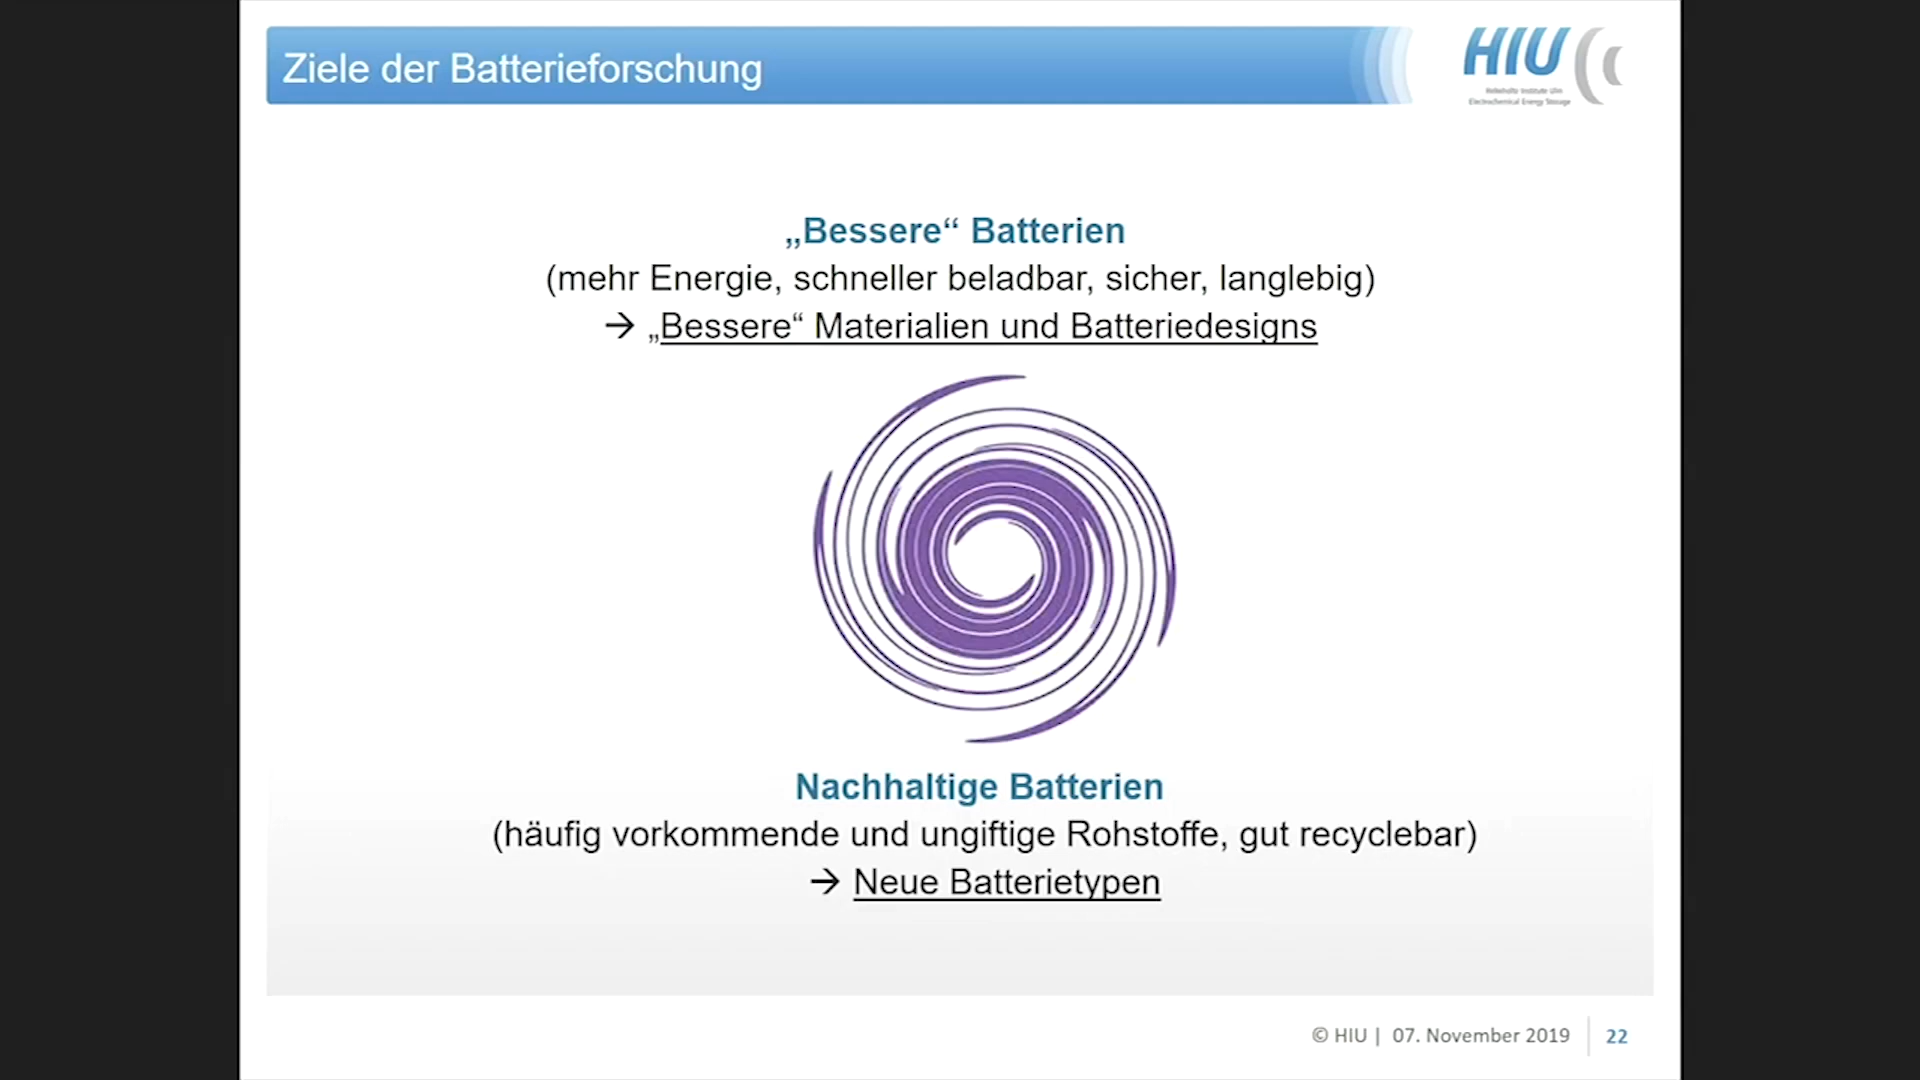 Ziele der Batterieforschung
HIU
Helmholtz Institute Ulm
Electrochemical Energy Storage
„Bessere“ Batterien
(mehr Energie, schneller beladbar, sicher, langlebig)
→ „Bessere“ Materialien und Batteriedesigns
Nachhaltige Batterien
(häufig vorkommende und ungiftige Rohstoffe, gut recyclebar)
→ Neue Batterietypen
© HIU | 07. November 2019 22